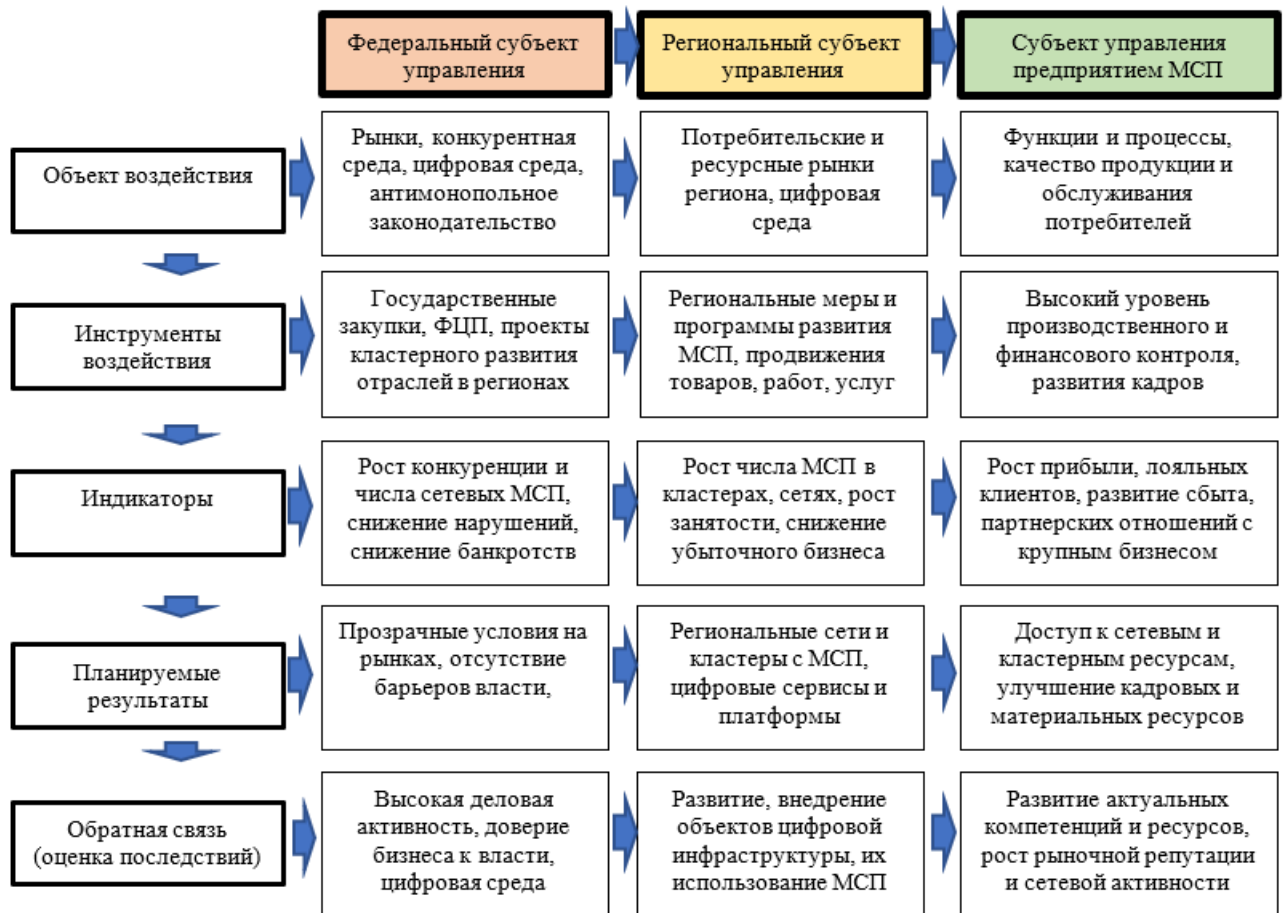 Федеральный субъект
управления
Региональный субъект
управления
Субъект управления
предприятием МСП
Объект воздействия
Рынки, конкурентная
среда, цифровая среда,
антимонопольное
законодательство
Потребительские и
ресурсные рынки
региона, цифровая
среда
Функции и процессы,
качество продукции и
обслуживания
потребителей
Инструменты
воздействия
Государственные
закупки, ФЦП, проекты
кластерного развития
отраслей в регионах
Региональные меры и
программы развития
МСП, продвижения
товаров, работ, услуг
Высокий уровень
производственного и
финансового контроля,
развития кадров
Индикаторы
Рост конкуренции и
числа сетевых МСП,
снижение нарушений,
снижение банкротств
Рост числа МСП в
кластерах, сетях, рост
занятости, снижение
убыточного бизнеса
Рост прибыли, лояльных
клиентов, развитие сбыта,
партнерских отношений с
крупным бизнесом
Планируемые
результаты
Прозрачные условия на
рынках, отсутствие
барьеров власти,
Региональные сети и
кластеры с МСП,
цифровые сервисы и
платформы
Доступ к сетевым и
кластерным ресурсам,
улучшение кадровых и
материальных ресурсов
Обратная связь
(оценка последствий)
Высокая деловая
активность, доверие
бизнеса к власти,
цифровая среда
Развитие, внедрение
объектов цифровой
инфраструктуры, их
использование МСП
Развитие актуальных
компетенций и ресурсов,
рост рыночной репутации
и сетевой активности